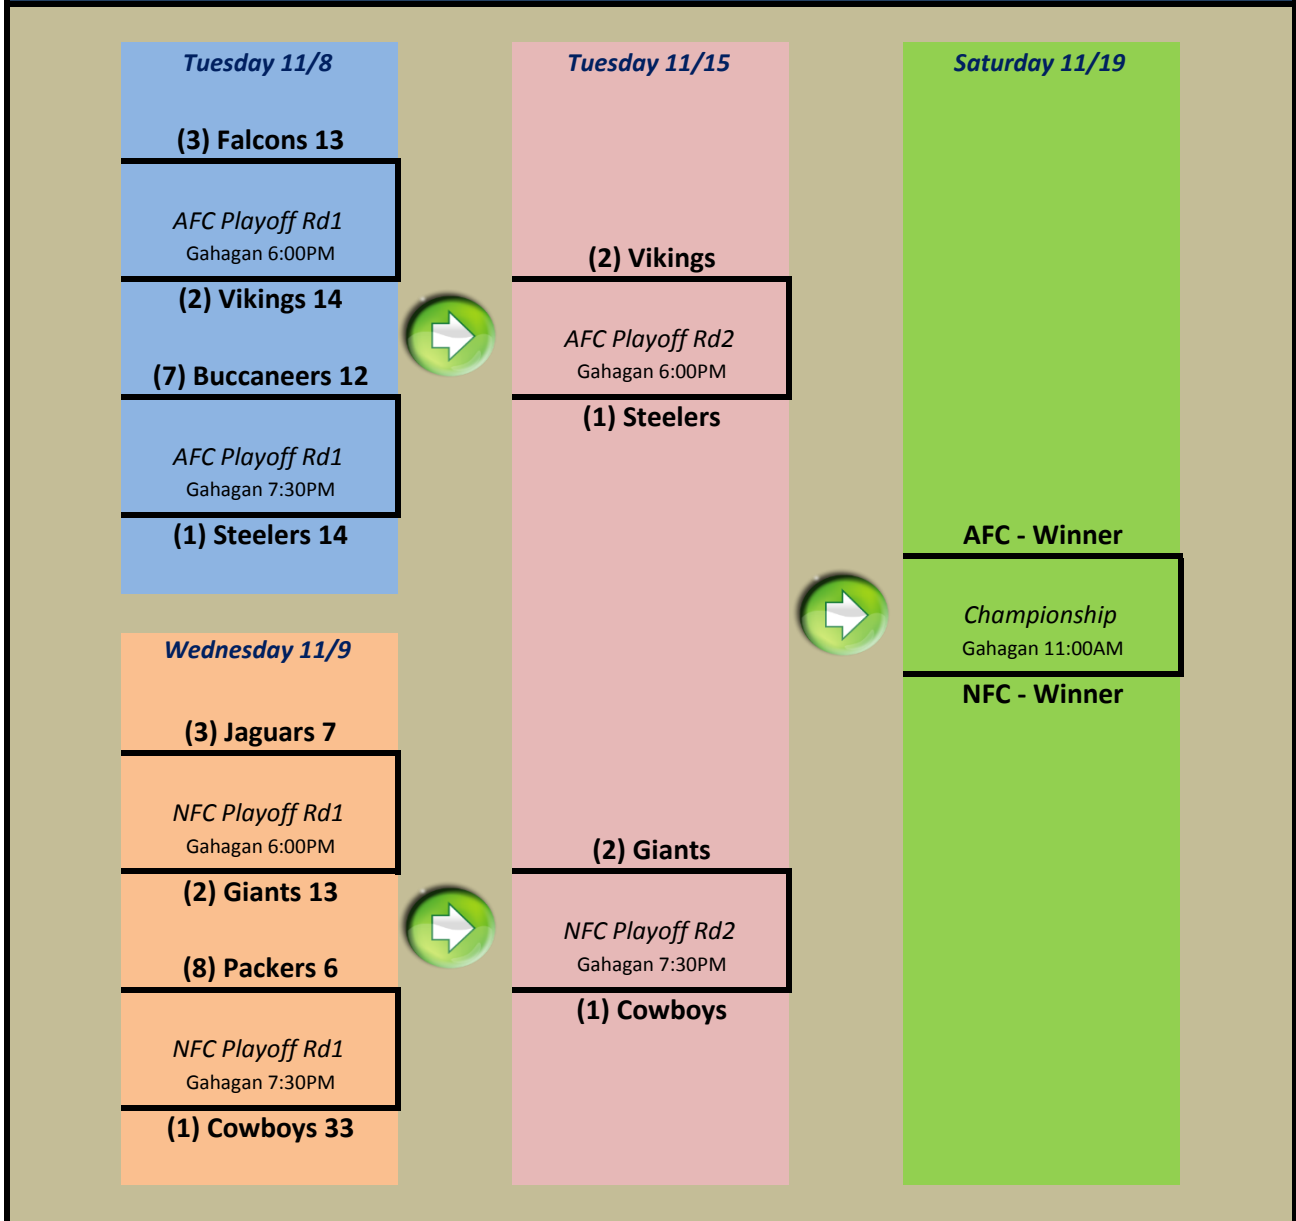 Tuesday 11/8
(3) Falcons 13
AFC Playoff Rd1
Gahagan 6:00PM
(2) Vikings 14
(7) Buccaneers 12
AFC Playoff Rd1
Gahagan 7:30PM
(1) Steelers 14
Wednesday 11/9
(3) Jaguars 7
NFC Playoff Rd1
Gahagan 6:00PM
(2) Giants 13
(8) Packers 6
NFC Playoff Rd1
Gahagan 7:30PM
(1) Cowboys 33
Tuesday 11/15
(2) Vikings
AFC Playoff Rd2
Gahagan 6:00PM
(1) Steelers
(2) Giants
NFC Playoff Rd2
Gahagan 7:30PM
(1) Cowboys
Saturday 11/19
AFC - Winner
Championship
Gahagan 11:00AM
NFC - Winner